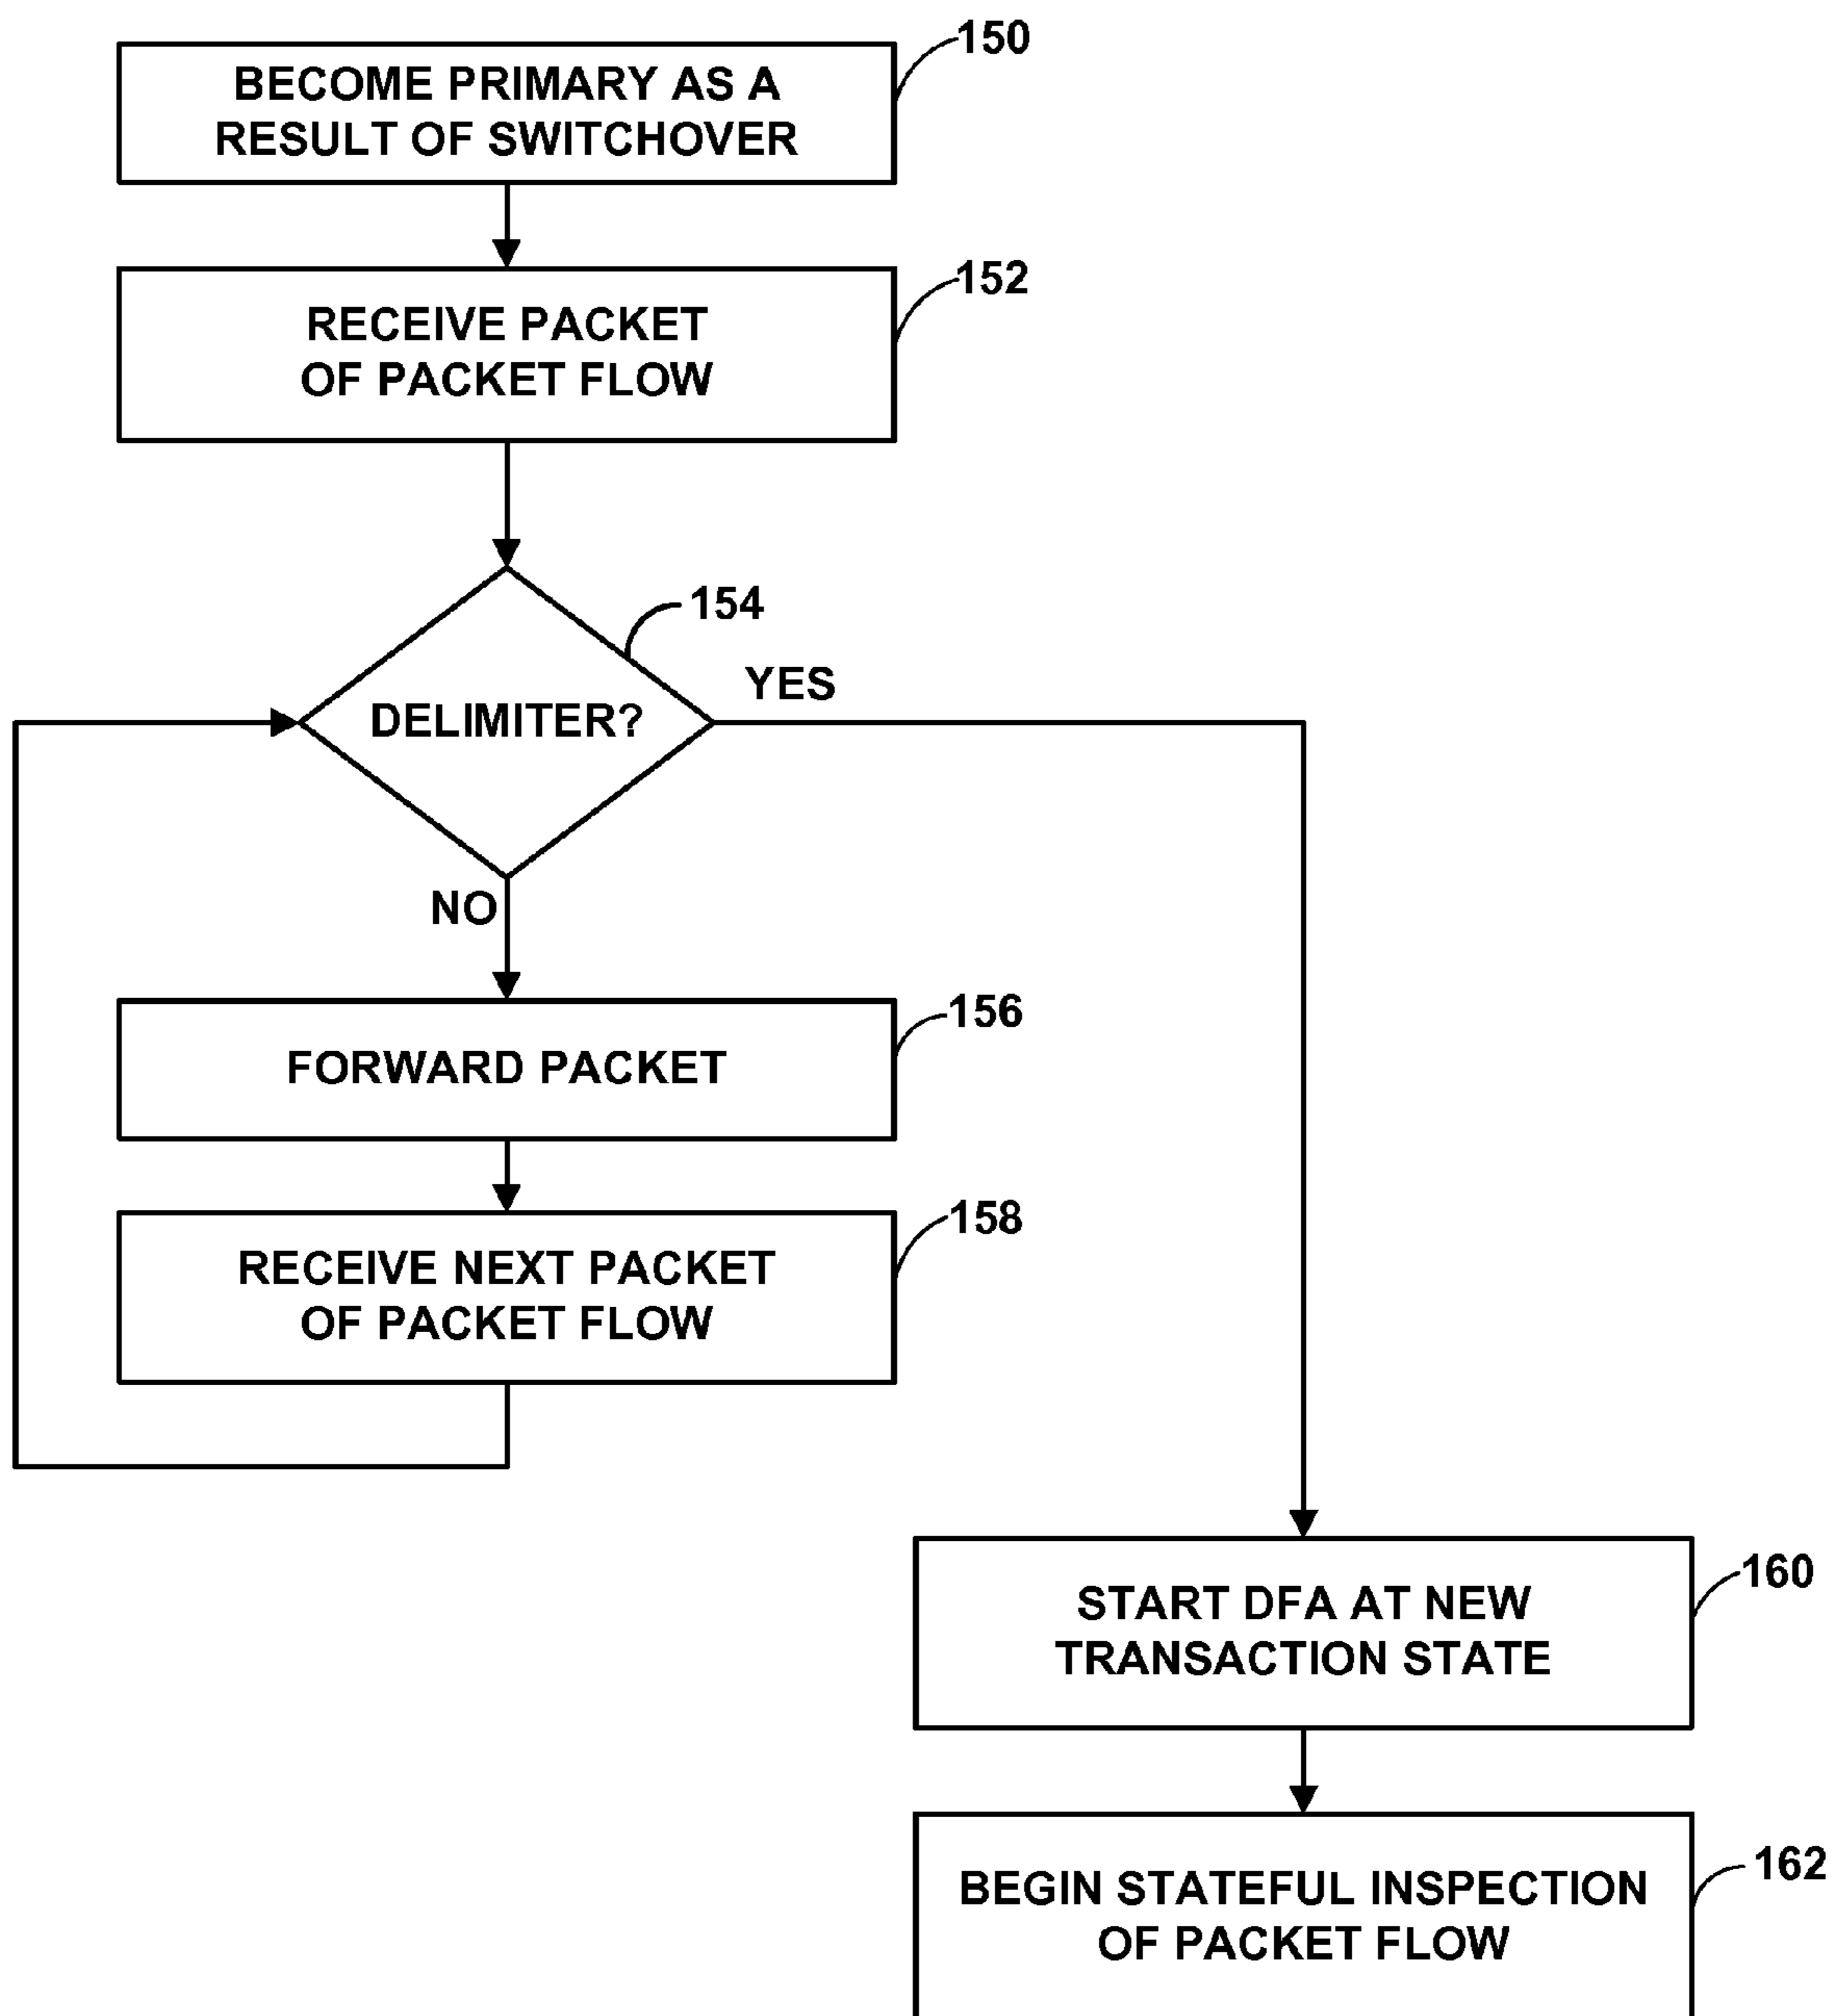 150
BECOME PRIMARY AS A
RESULT OF SWITCHOVER
152
RECEIVE PACKET
OF PACKET FLOW
154
YES
DELIMITER?
NO
156
FORWARD PACKET
158
RECEIVE NEXT PACKET
OF PACKET FLOW
160
START DFA AT NEW
TRANSACTION STATE
162
BEGIN STATEFUL INSPECTION
OF PACKET FLOW